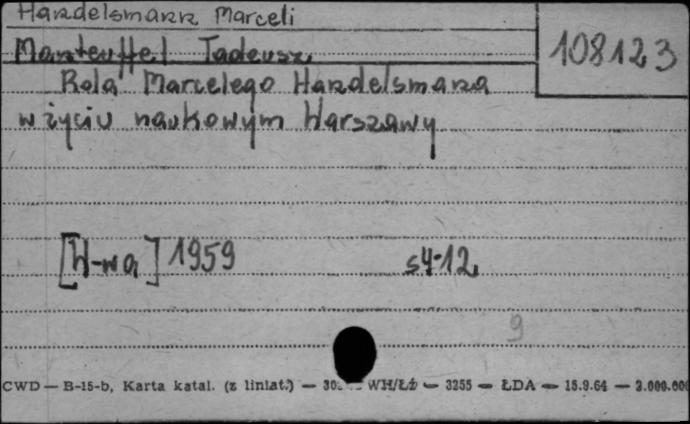 Handelsmann Marceli
108123
Manteuffel Tadeusz
Rola Marcelego Handelsmana
w życiu naukowym Warszawy
[W-wa] 1959 s 4-12
9
CWD — B-15-b, Karta katal. (z liniat.) — WH/Łż — 3255 — ŁDA — 15.9.64 — 2.000.000